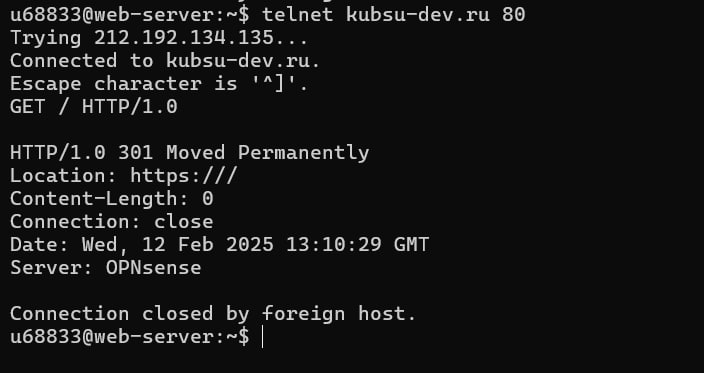 u68833@web-server:~$ telnet kubsu-dev.ru 80
Trying 212.192.134.135...
Connected to kubsu-dev.ru.
Escape character is '^]'.
GET / HTTP/1.0

HTTP/1.0 301 Moved Permanently
Location: https:///
Content-Length: 0
Connection: close
Date: Wed, 12 Feb 2025 13:10:29 GMT
Server: OPNsense

Connection closed by foreign host.
u68833@web-server:~$